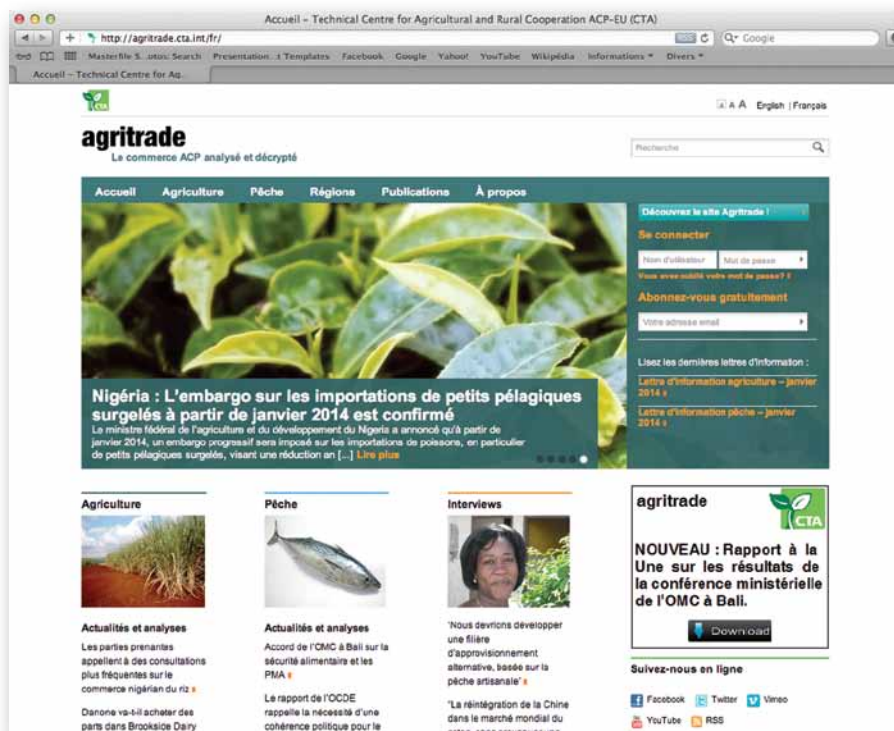 Accueil – Technical Centre for Agricultural and Rural Cooperation ACP-EU (CTA)
http://agritrade.cta.int/fr/
Google
Masterfile S...otos: Search Presentation...t Templates Facebook Google Yahoo! YouTube Wikipédia Informations Divers
Accueil – Technical Centre for Ag...
CTA
A A A English | Français
agritrade
Le commerce ACP analysé et décrypté
Recherche
Accueil Agriculture Pêche Régions Publications À propos
Découvrez le site Agritrade !
Se connecter
Nom d'utilisateur Mot de passe
Vous avez oublié votre mot de passe?
Abonnez-vous gratuitement
Votre adresse email
Lisez les dernières lettres d'information :
Lettre d'information agriculture – janvier
2014
Lettre d'information pêche – janvier
2014
Nigéria : L'embargo sur les importations de petits pélagiques
surgelés à partir de janvier 2014 est confirmé
Le ministre fédéral de l'agriculture et du développement du Nigeria a annoncé qu'à partir de
janvier 2014, un embargo progressif sera imposé sur les importations de poissons, en particulier
de petits pélagiques surgelés, visant une réduction an [...] Lire plus
Agriculture
Actualités et analyses
Les parties prenantes
appellent à des consultations
plus fréquentes sur le
commerce nigérian du riz
Danone va-t-il acheter des
parts dans Brookside Dairy
Pêche
Actualités et analyses
Accord de l'OMC à Bali sur la
sécurité alimentaire et les
PMA
Le rapport de l'OCDE
rappelle la nécessité d'une
cohérence politique pour le
Interviews
'Nous devrions développer
une filière
d'approvisionnement
alternative, basée sur la
pêche artisanale'
"La réintégration de la Chine
dans le marché mondial du
agritrade
CTA
NOUVEAU : Rapport à la
Une sur les résultats de
la conférence ministérielle
de l'OMC à Bali.
Download
Suivez-nous en ligne
Facebook Twitter Vimeo
YouTube RSS